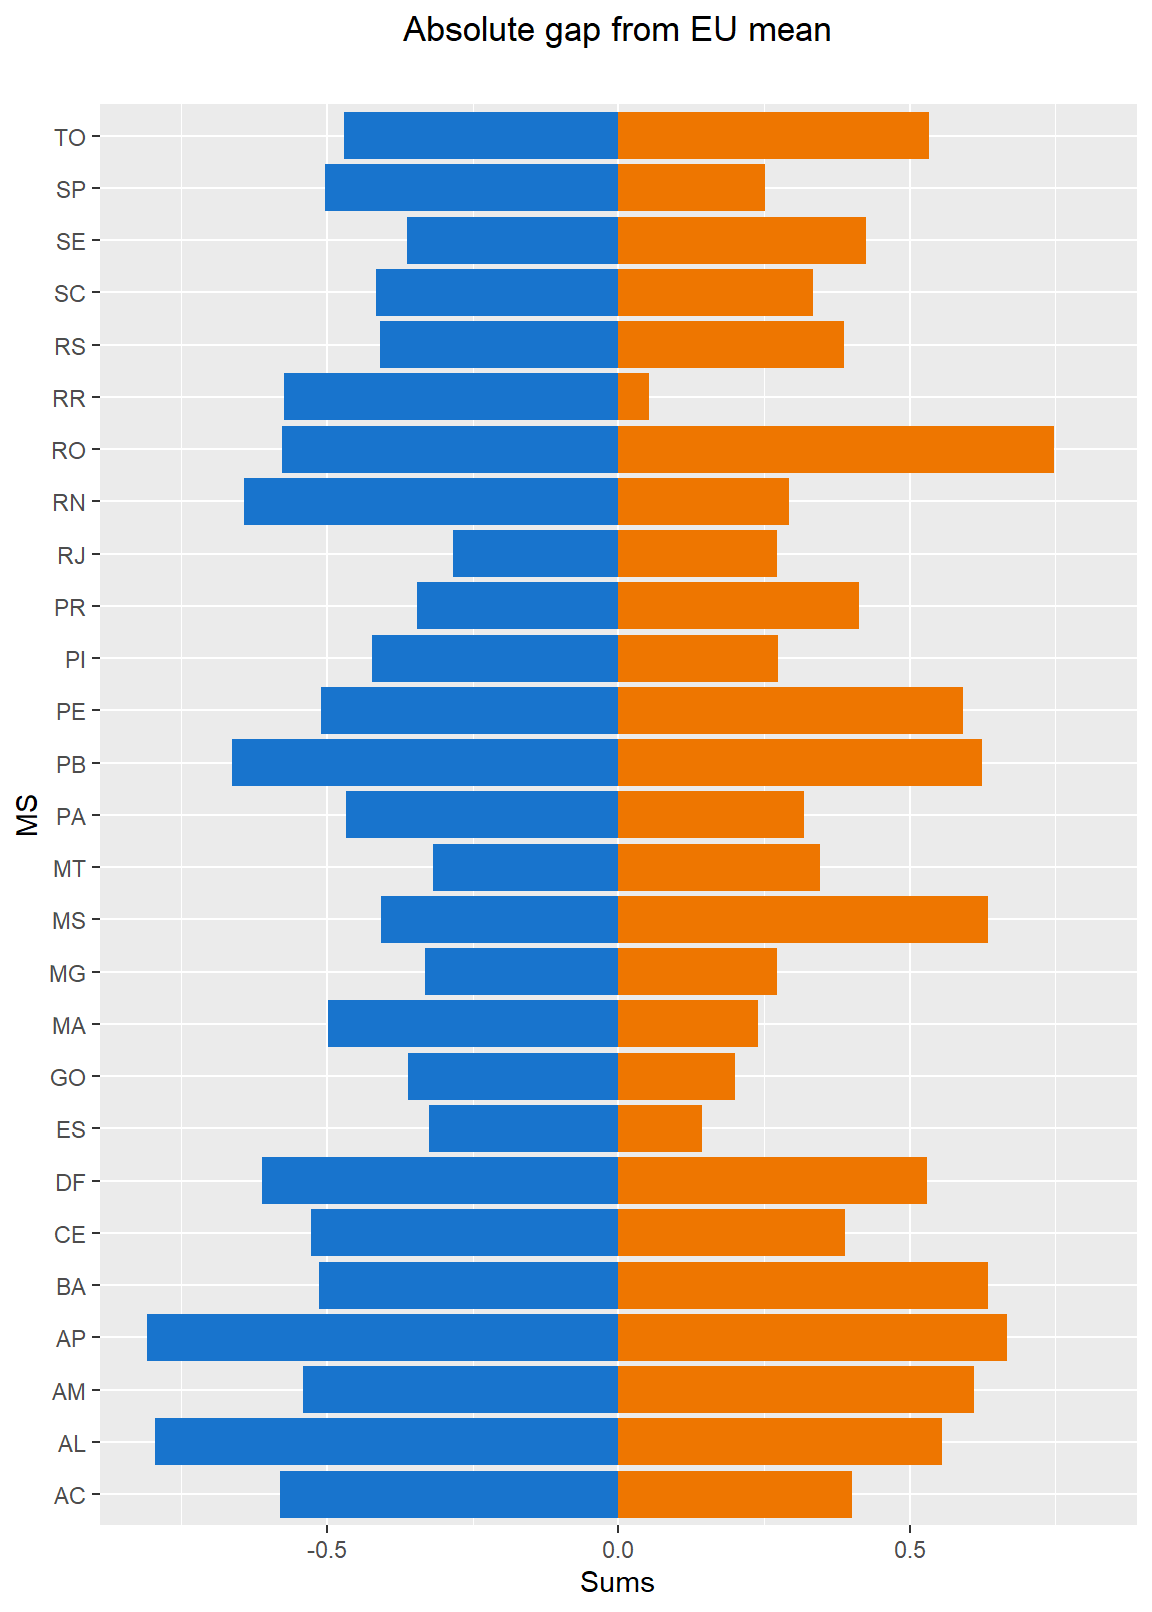 Absolute gap from EU mean
TO
SP
SE
SC
RS
RR
RO
RN
RJ
PR
PI
PE
PB
PA
MT
MS
MG
MA
GO
ES
DF
CE
BA
AP
AM
AL
AC
MS
-0.5 0.0 0.5
Sums